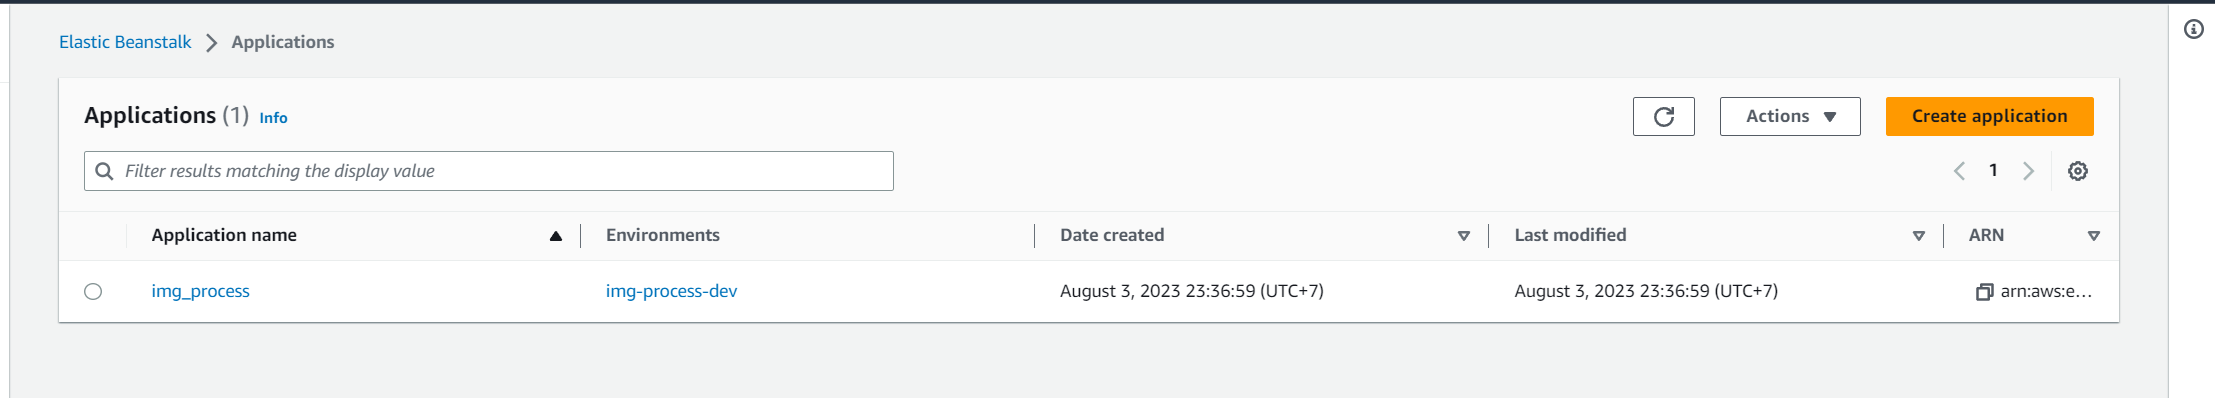 Elastic Beanstalk > Applications
Applications (1) Info
Actions
Create application
Filter results matching the display value
1
Application name Environments Date created Last modified ARN
img_process img-process-dev August 3, 2023 23:36:59 (UTC+7) August 3, 2023 23:36:59 (UTC+7) arn:aws:e...